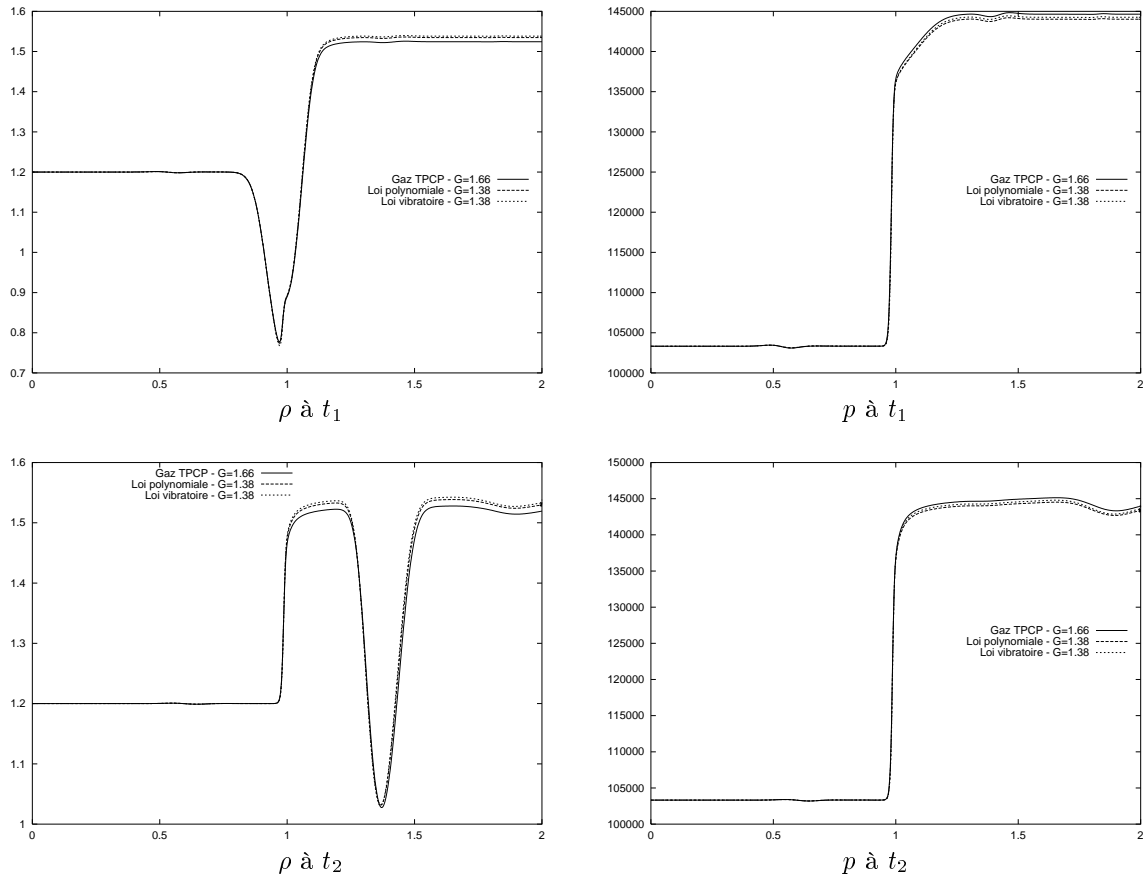 1.6
1.5
1.4
1.3
1.2
1.1
1
0.9
0.8
0.7
0 0.5 1 1.5 2
Gaz TPCP - G=1.66
Loi polynomiale - G=1.38
Loi vibratoire - G=1.38
ρ à t₁
145000
140000
135000
130000
125000
120000
115000
110000
105000
100000
0 0.5 1 1.5 2
Gaz TPCP - G=1.66
Loi polynomiale - G=1.38
Loi vibratoire - G=1.38
p à t₁
1.6
1.5
1.4
1.3
1.2
1.1
1
0 0.5 1 1.5 2
Gaz TPCP - G=1.66
Loi polynomiale - G=1.38
Loi vibratoire - G=1.38
ρ à t₂
150000
145000
140000
135000
130000
125000
120000
115000
110000
105000
100000
0 0.5 1 1.5 2
Gaz TPCP - G=1.66
Loi polynomiale - G=1.38
Loi vibratoire - G=1.38
p à t₂